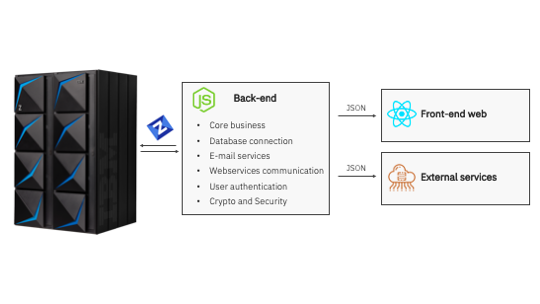 Z
JS
Back-end
• Core business
• Database connection
• E-mail services
• Webservices communication
• User authentication
• Crypto and Security
JSON
Front-end web
JSON
External services